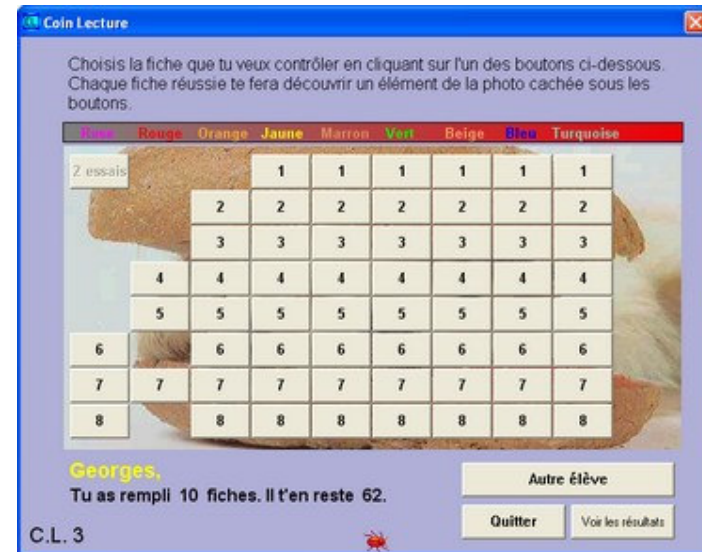 Coin Lecture
Choisis la fiche que tu veux contrôler en cliquant sur l'un des boutons ci-dessous.
Chaque fiche réussie te fera découvrir un élément de la photo cachée sous les
boutons.
Rose Rouge Orange Jaune Marron Vert Beige Bleu Turquoise
2 essais 1 1 1 1 1 1
2 2 2 2 2 2 2
3 3 3 3 3 3 3
4 4 4 4 4 4 4 4
5 5 5 5 5 5 5 5
6 6 6 6 6 6 6 6
7 7 7 7 7 7 7 7 7
8 8 8 8 8 8 8 8
Georges,
Tu as rempli 10 fiches. Il t'en reste 62.
Autre élève
Quitter Voir les résultats
C.L. 3